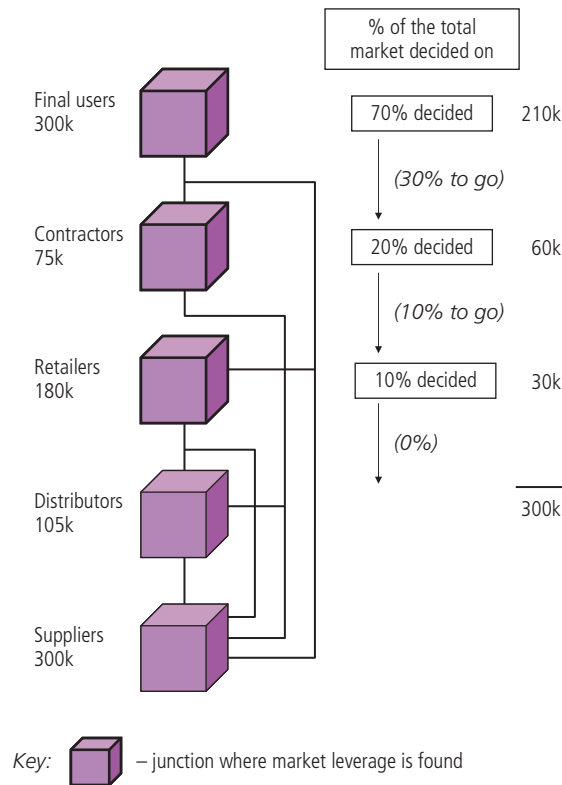 % of the total
market decided on
Final users
300k
70% decided
210k
(30% to go)
Contractors
75k
20% decided
60k
(10% to go)
Retailers
180k
10% decided
30k
(0%)
Distributors
105k
300k
Suppliers
300k
Key:
– junction where market leverage is found